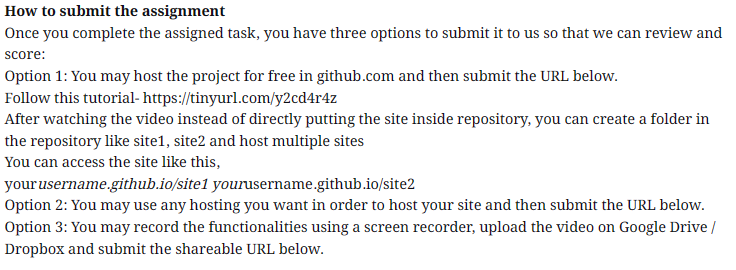 How to submit the assignment
Once you complete the assigned task, you have three options to submit it to us so that we can review and
score:
Option 1: You may host the project for free in github.com and then submit the URL below.
Follow this tutorial- https://tinyurl.com/y2cd4r4z
After watching the video instead of directly putting the site inside repository, you can create a folder in
the repository like site1, site2 and host multiple sites
You can access the site like this,
yourusername.github.io/site1 yourusername.github.io/site2
Option 2: You may use any hosting you want in order to host your site and then submit the URL below.
Option 3: You may record the functionalities using a screen recorder, upload the video on Google Drive /
Dropbox and submit the shareable URL below.